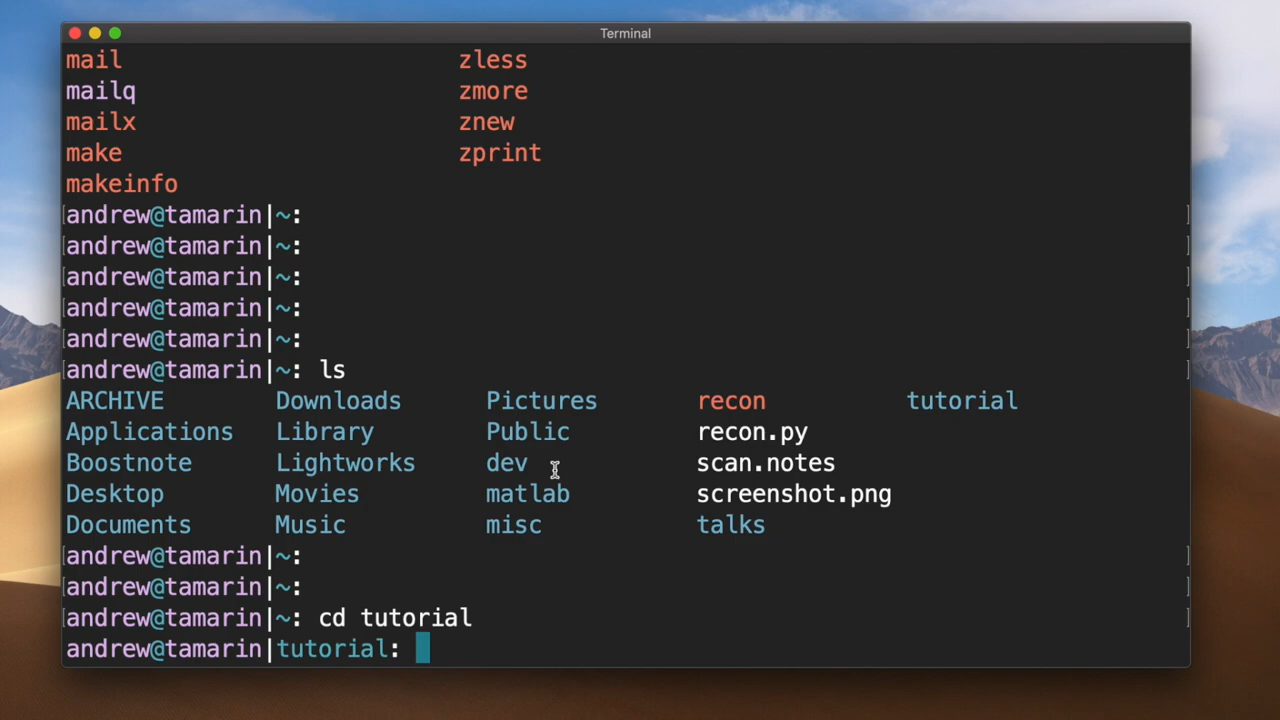 Terminal
mail zless
mailq zmore
mailx znew
make zprint
makeinfo
[andrew@tamarin|~: ]
[andrew@tamarin|~: ]
[andrew@tamarin|~: ]
[andrew@tamarin|~: ]
[andrew@tamarin|~: ]
[andrew@tamarin|~: ls ]
ARCHIVE Downloads Pictures recon tutorial
Applications Library Public recon.py
Boostnote Lightworks dev scan.notes
Desktop Movies matlab screenshot.png
Documents Music misc talks
[andrew@tamarin|~: ]
[andrew@tamarin|~: ]
[andrew@tamarin|~: cd tutorial ]
andrew@tamarin|tutorial: